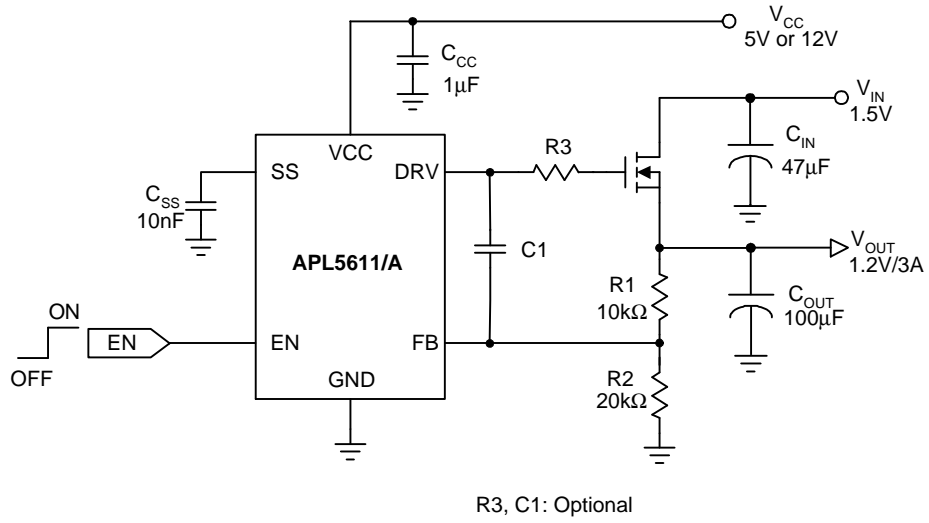 V_CC
5V or 12V
C_CC
1μF
V_IN
1.5V
C_IN
47μF
R3
VCC
SS
DRV
C_SS
10nF
APL5611/A
C1
V_OUT
1.2V/3A
R1
10kΩ
C_OUT
100μF
ON
EN
OFF
EN
FB
GND
R2
20kΩ
R3, C1: Optional